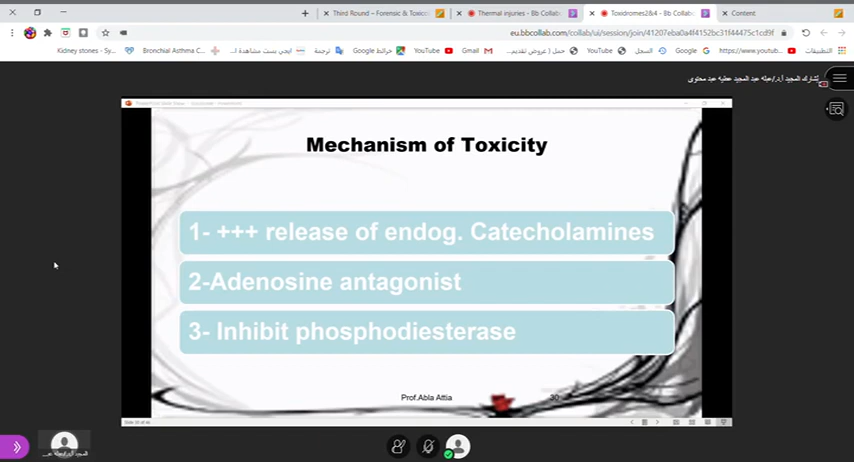 Third Round – Forensic & Toxico
Thermal injuries - Bb Collab
Toxidromes2&4 - Bb Collab
Content
eu.bbcollab.com/collab/ui/session/join/41207eba0a4f4152bc31f44475c1cd9f
Kidney stones - Sy...
Bronchial Asthma C...
ترجمة
خرائط Google
YouTube
Gmail
YouTube
السجل
Google
https://www.youtub...
التطبيقات
Mechanism of Toxicity
1- +++ release of endog. Catecholamines
2-Adenosine antagonist
3- Inhibit phosphodiesterase
Prof.Abla Attia
30